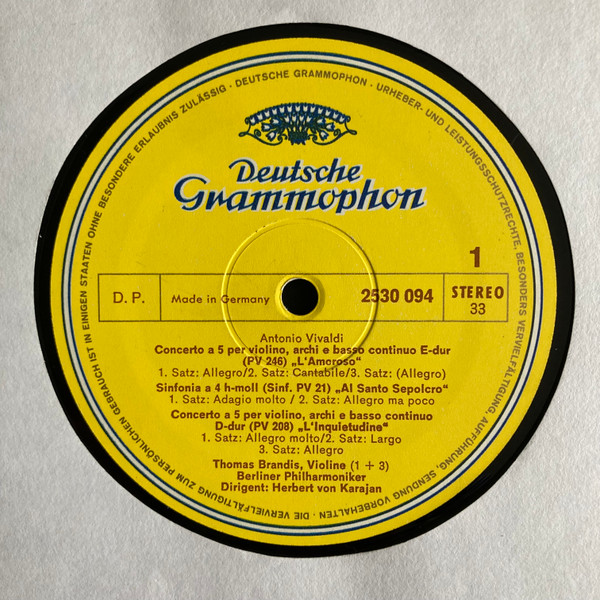 DEUTSCHE GRAMMOPHON · URHEBER- UND LEISTUNGSSCHUTZRECHTE, BESONDERS VERVIELFÄLTIGUNG, AUFFÜHRUNG, SENDUNG VORBEHALTEN · DIE VERVIELFÄLTIGUNG ZUM PERSÖNLICHEN GEBRAUCH IST IN EINIGEN STAATEN OHNE BESONDERE ERLAUBNIS ZULÄSSIG ·
Deutsche
Grammophon
1
D. P. Made in Germany 2530 094 STEREO
33
Antonio Vivaldi
Concerto a 5 per violino, archi e basso continuo E-dur
(PV 246) „L'Amoroso“
1. Satz: Allegro/2. Satz: Cantabile/3. Satz: (Allegro)
Sinfonia a 4 h-moll (Sinf. PV 21) „Al Santo Sepolcro“
1. Satz: Adagio molto / 2. Satz: Allegro ma poco
Concerto a 5 per violino, archi e basso continuo
D-dur (PV 208) „L'Inquietudine“
1. Satz: Allegro molto/2. Satz: Largo
3. Satz: Allegro
Thomas Brandis, Violine (1 + 3)
Berliner Philharmoniker
Dirigent: Herbert von Karajan